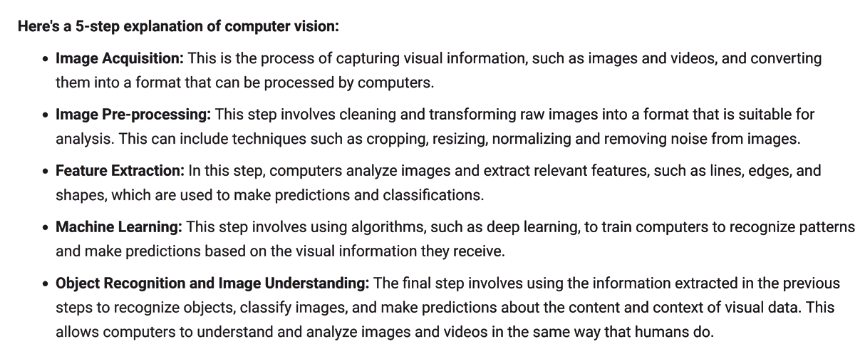 Here's a 5-step explanation of computer vision:
• Image Acquisition: This is the process of capturing visual information, such as images and videos, and converting
them into a format that can be processed by computers.
• Image Pre-processing: This step involves cleaning and transforming raw images into a format that is suitable for
analysis. This can include techniques such as cropping, resizing, normalizing and removing noise from images.
• Feature Extraction: In this step, computers analyze images and extract relevant features, such as lines, edges, and
shapes, which are used to make predictions and classifications.
• Machine Learning: This step involves using algorithms, such as deep learning, to train computers to recognize patterns
and make predictions based on the visual information they receive.
• Object Recognition and Image Understanding: The final step involves using the information extracted in the previous
steps to recognize objects, classify images, and make predictions about the content and context of visual data. This
allows computers to understand and analyze images and videos in the same way that humans do.